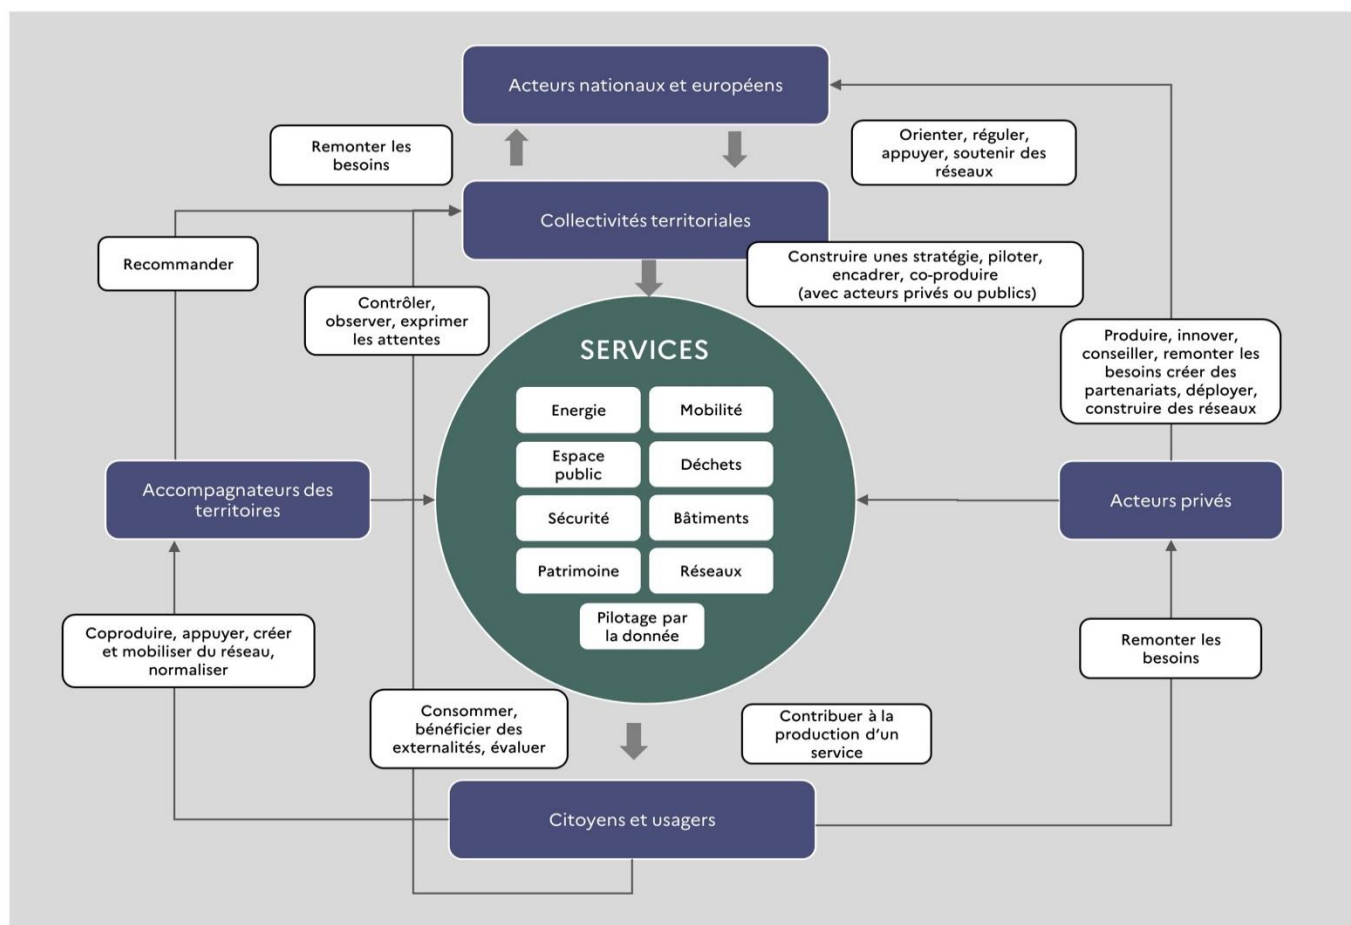 Acteurs nationaux et européens
Remonter les
besoins
Orienter, réguler,
appuyer, soutenir des
réseaux
Collectivités territoriales
Recommander
Construire unes stratégie, piloter,
encadrer, co-produire
(avec acteurs privés ou publics)
Contrôler,
observer, exprimer
les attentes
Produire, innover,
conseiller, remonter les
besoins créer des
partenariats, déployer,
construire des réseaux
SERVICES
Energie
Mobilité
Espace
public
Déchets
Sécurité
Bâtiments
Patrimoine
Réseaux
Pilotage par
la donnée
Accompagnateurs des
territoires
Acteurs privés
Coproduire, appuyer, créer
et mobiliser du réseau,
normaliser
Remonter les
besoins
Consommer,
bénéficier des
externalités, évaluer
Contribuer à la
production d’un
service
Citoyens et usagers